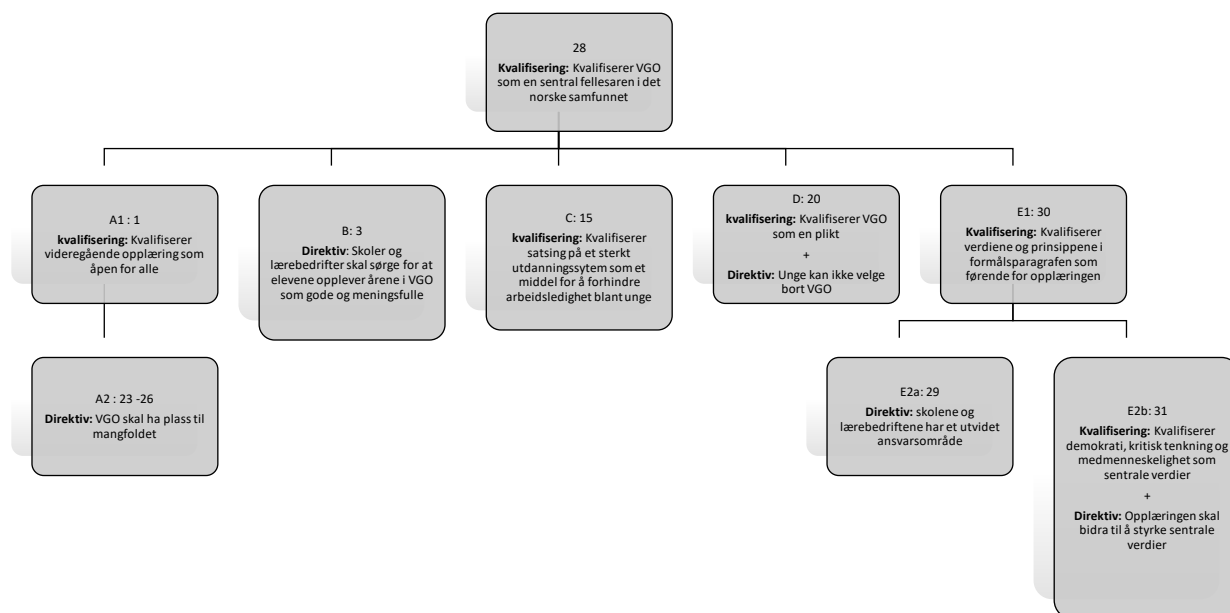 28
Kvalifisering: Kvalifiserer VGO
som en sentral fellesaren i det
norske samfunnet
A1 : 1
kvalifisering: Kvalifiserer
videregående opplæring som
åpen for alle
B: 3
Direktiv: Skoler og
lærebedrifter skal sørge for at
elevene opplever årene i VGO
som gode og meningsfulle
C: 15
kvalifisering: Kvalifiserer
satsing på et sterkt
utdanningssytem som et
middel for å forhindre
arbeidsledighet blant unge
D: 20
kvalifisering: Kvalifiserer VGO
som en plikt
+
Direktiv: Unge kan ikke velge
bort VGO
E1: 30
Kvalifisering: Kvalifiserer
verdiene og prinsippene i
formålsparagrafen som
førende for opplæringen
A2 : 23 -26
Direktiv: VGO skal ha plass til
mangfoldet
E2a: 29
Direktiv: skolene og
lærebedriftene har et utvidet
ansvarsområde
E2b: 31
Kvalifisering: Kvalifiserer
demokrati, kritisk tenkning og
medmenneskelighet som
sentrale verdier
+
Direktiv: Opplæringen skal
bidra til å styrke sentrale
verdier